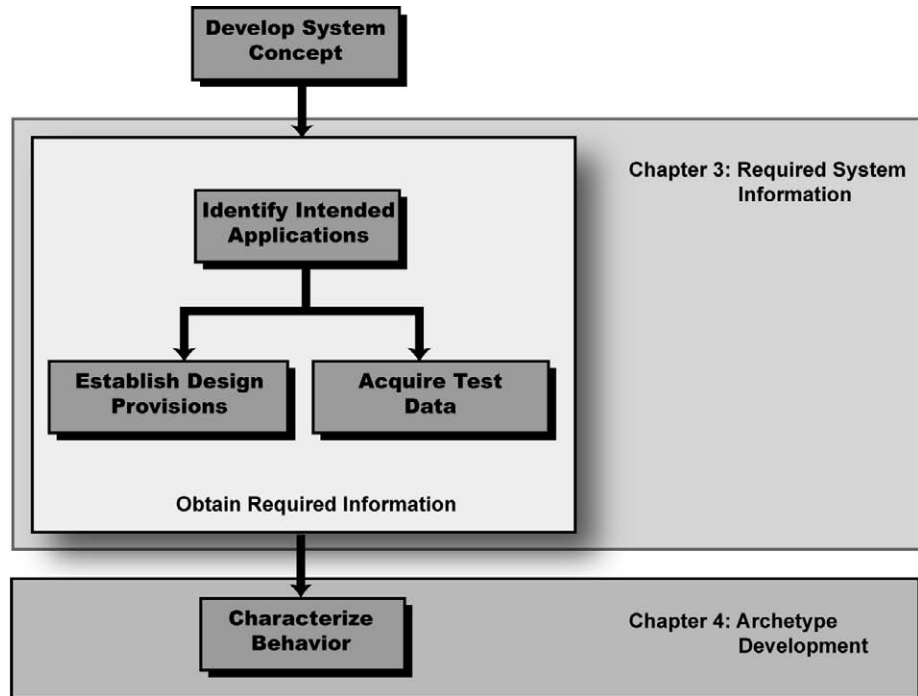 Develop System
Concept
Chapter 3: Required System
Information
Identify Intended
Applications
Establish Design
Provisions
Acquire Test
Data
Obtain Required Information
Characterize
Behavior
Chapter 4: Archetype
Development